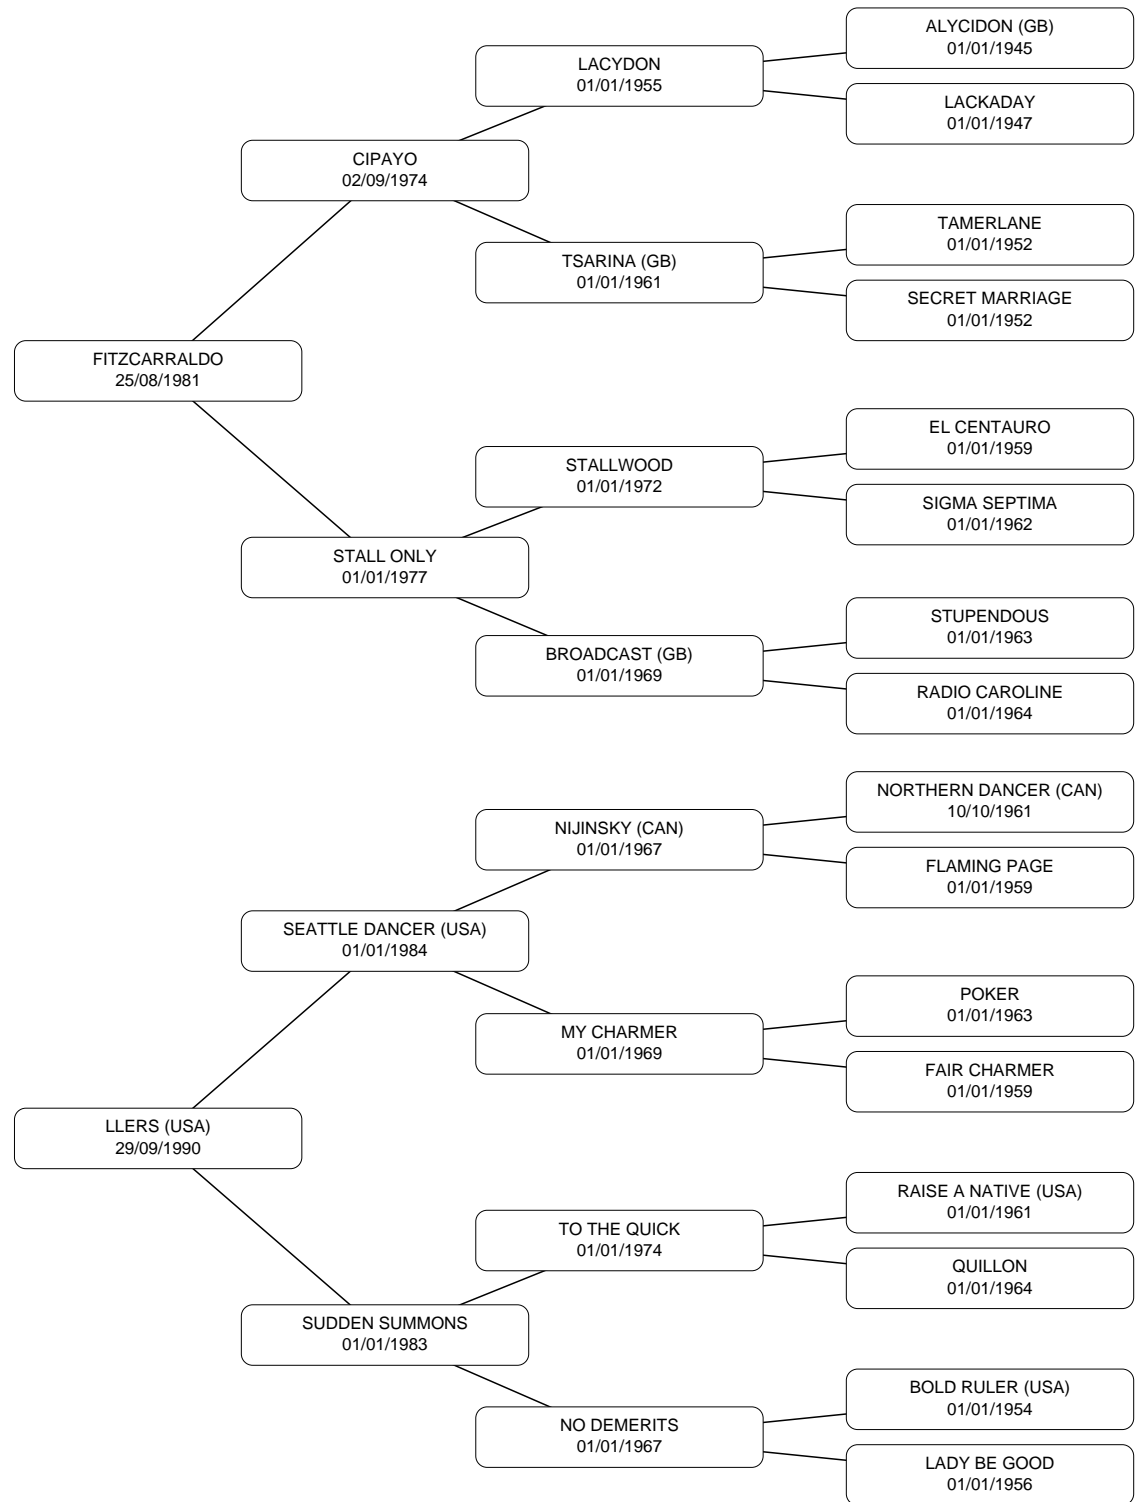 ALYCIDON (GB)
01/01/1945
LACYDON
01/01/1955
LACKADAY
01/01/1947
CIPAYO
02/09/1974
TAMERLANE
01/01/1952
TSARINA (GB)
01/01/1961
SECRET MARRIAGE
01/01/1952
FITZCARRALDO
25/08/1981
EL CENTAURO
01/01/1959
STALLWOOD
01/01/1972
SIGMA SEPTIMA
01/01/1962
STALL ONLY
01/01/1977
STUPENDOUS
01/01/1963
BROADCAST (GB)
01/01/1969
RADIO CAROLINE
01/01/1964
NORTHERN DANCER (CAN)
10/10/1961
NIJINSKY (CAN)
01/01/1967
FLAMING PAGE
01/01/1959
SEATTLE DANCER (USA)
01/01/1984
POKER
01/01/1963
MY CHARMER
01/01/1969
FAIR CHARMER
01/01/1959
LLERS (USA)
29/09/1990
RAISE A NATIVE (USA)
01/01/1961
TO THE QUICK
01/01/1974
QUILLON
01/01/1964
SUDDEN SUMMONS
01/01/1983
BOLD RULER (USA)
01/01/1954
NO DEMERITS
01/01/1967
LADY BE GOOD
01/01/1956